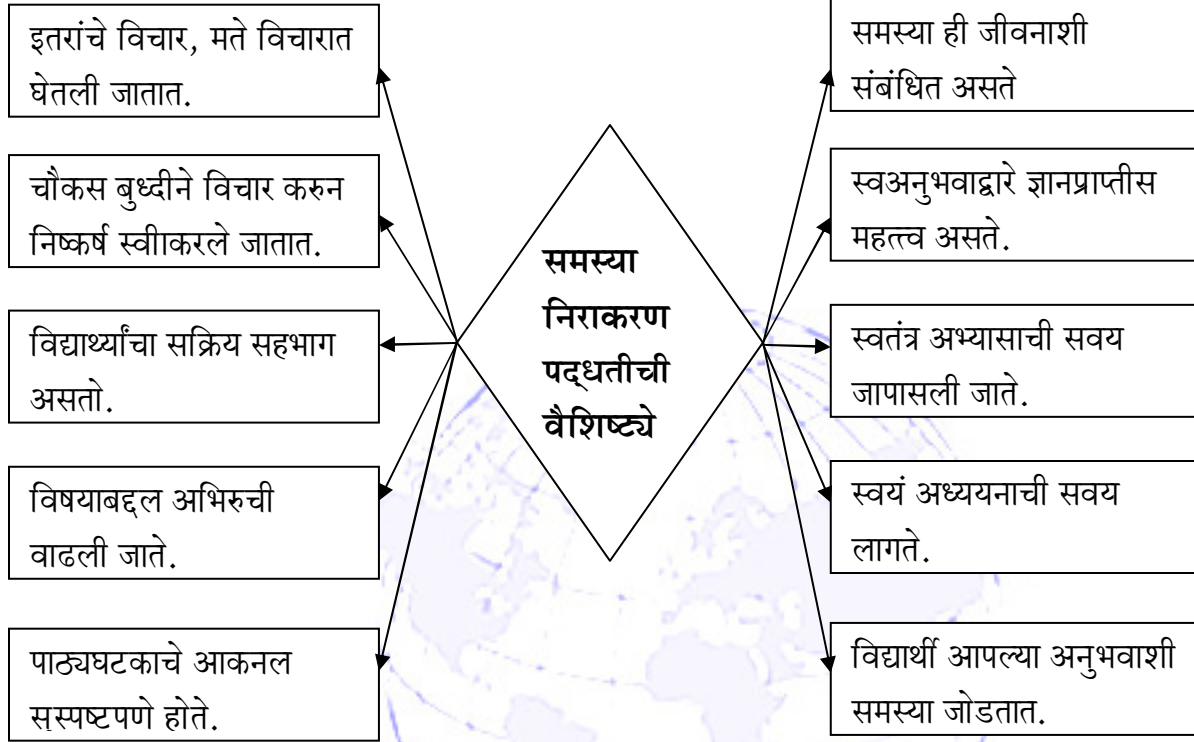 इतरांचे विचार, मते विचारात
घेतली जातात.
चौकस बुध्दीने विचार करुन
निष्कर्ष स्वीाकरले जातात.
विद्यार्थ्यांचा सक्रिय सहभाग
असतो.
विषयाबद्दल अभिरुची
वाढली जाते.
पाठ्यघटकाचे आकनल
सुस्पष्टपणे होते.
समस्या
निराकरण
पद्धतीची
वैशिष्ट्ये
समस्या ही जीवनाशी
संबंधित असते
स्वअनुभवाद्वारे ज्ञानप्राप्तीस
महत्त्व असते.
स्वतंत्र अभ्यासाची सवय
जापासली जाते.
स्वयं अध्ययनाची सवय
लागते.
विद्यार्थी आपल्या अनुभवाशी
समस्या जोडतात.